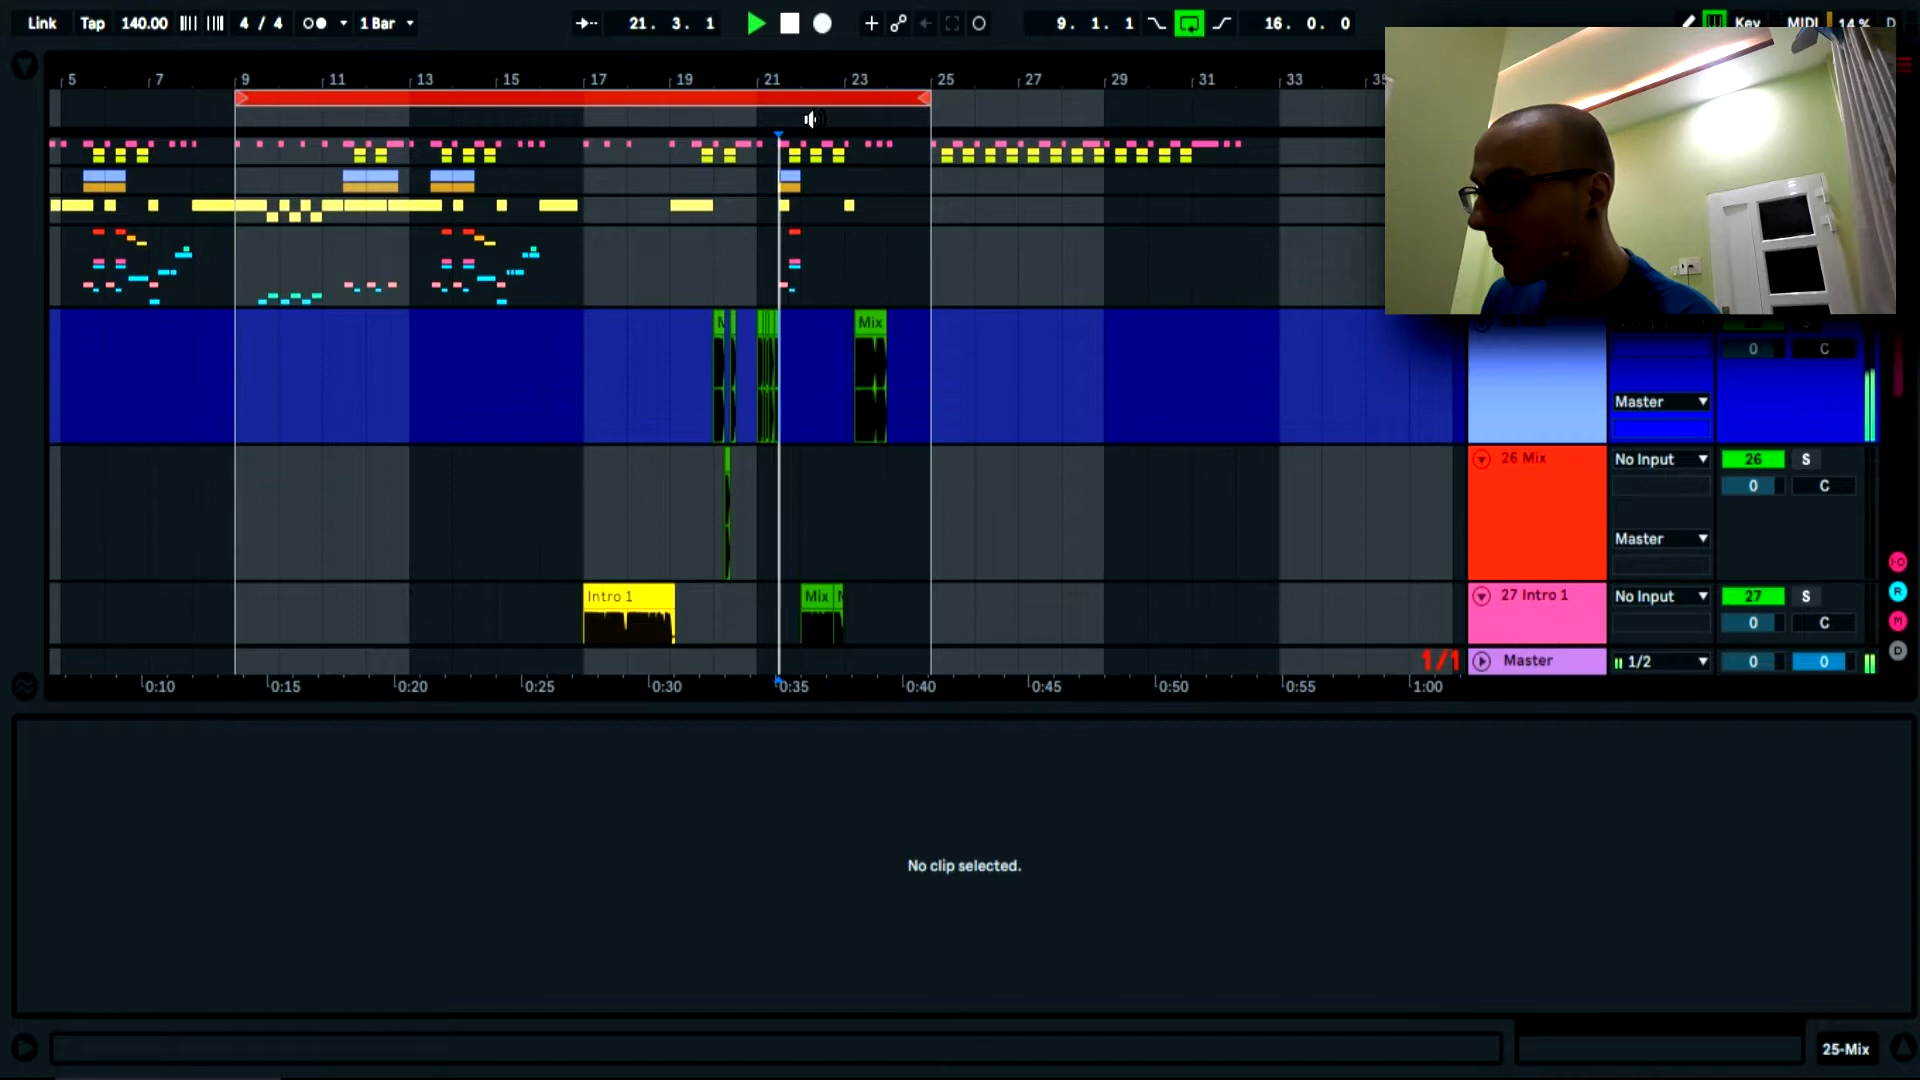 Link Tap 140.00 4 / 4 1 Bar 21. 3. 1 9. 1. 1 16. 0. 0 Key MIDI 14 % D
5 7 9 11 13 15 17 19 21 23 25 27 29 31 33 35
Mix
0 C
Master
26 Mix No Input 26 S
0 C
Master
Intro 1 Mix 27 Intro 1 No Input 27 S
0 C
1/1 Master 1/2 0 0
0:10 0:15 0:20 0:25 0:30 0:35 0:40 0:45 0:50 0:55 1:00
I·O
R
M
D
No clip selected.
25-Mix